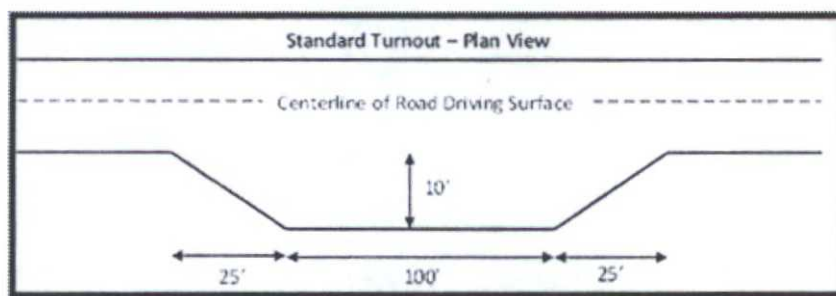 Standard Turnout – Plan View
Centerline of Road Driving Surface
10'
25'
100'
25'